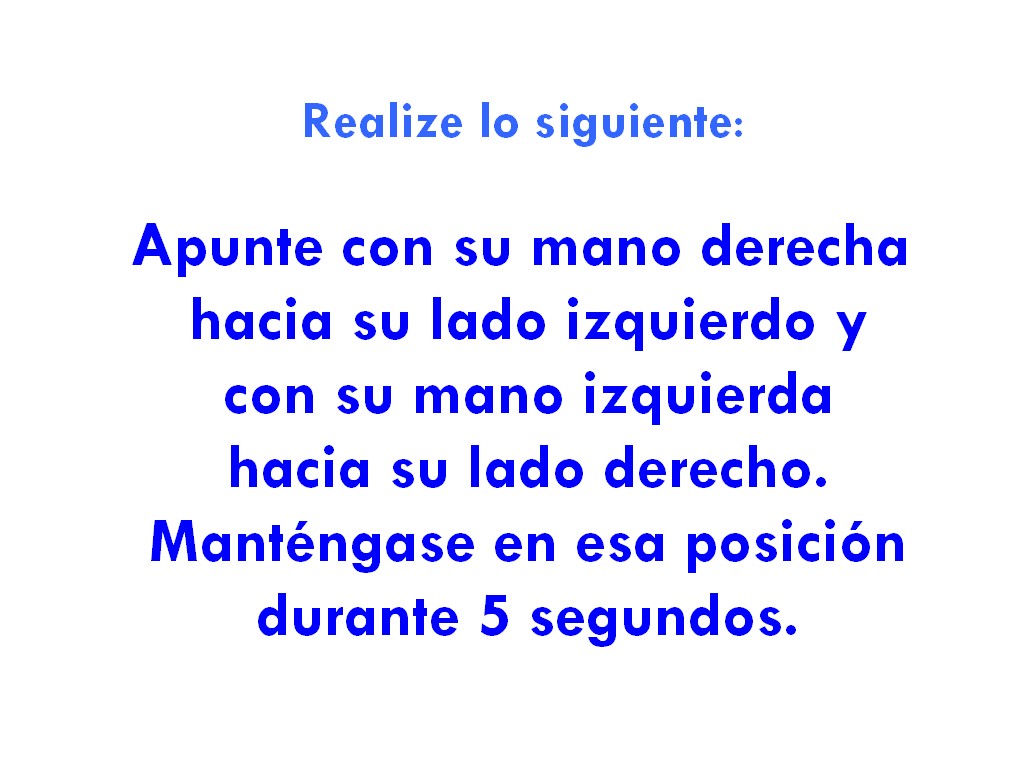 Realize lo siguiente:
Apunte con su mano derecha
hacia su lado izquierdo y
con su mano izquierda
hacia su lado derecho.
Manténgase en esa posición
durante 5 segundos.